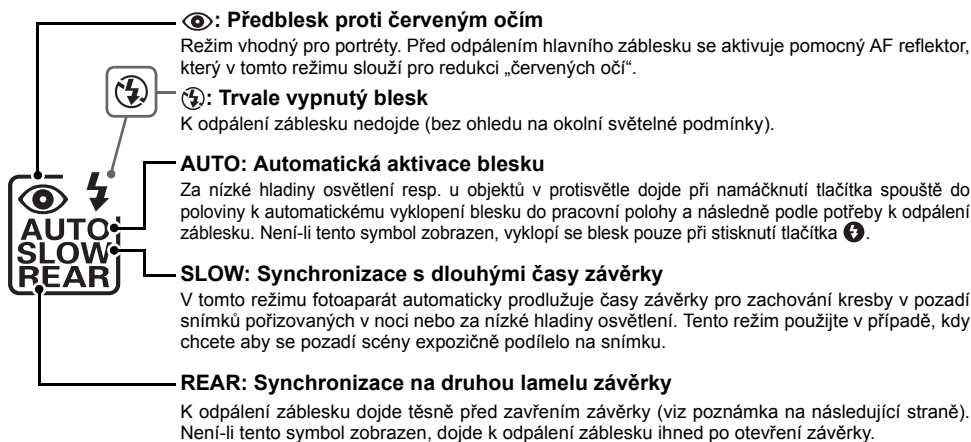 : Předblesk proti červeným očím
Režim vhodný pro portréty. Před odpálením hlavního záblesku se aktivuje pomocný AF reflektor,
který v tomto režimu slouží pro redukci „červených očí“.
: Trvale vypnutý blesk
K odpálení záblesku nedojde (bez ohledu na okolní světelné podmínky).
AUTO: Automatická aktivace blesku
Za nízké hladiny osvětlení resp. u objektů v protisvětle dojde při namáčknutí tlačítka spouště do
poloviny k automatickému vyklopení blesku do pracovní polohy a následně podle potřeby k odpálení
záblesku. Není-li tento symbol zobrazen, vyklopí se blesk pouze při stisknutí tlačítka .
AUTO
SLOW
REAR
SLOW: Synchronizace s dlouhými časy závěrky
V tomto režimu fotoaparát automaticky prodlužuje časy závěrky pro zachování kresby v pozadí
snímků pořizovaných v noci nebo za nízké hladiny osvětlení. Tento režim použijte v případě, kdy
chcete aby se pozadí scény expozičně podílelo na snímku.
REAR: Synchronizace na druhou lamelu závěrky
K odpálení záblesku dojde těsně před zavřením závěrky (viz poznámka na následující straně).
Není-li tento symbol zobrazen, dojde k odpálení záblesku ihned po otevření závěrky.